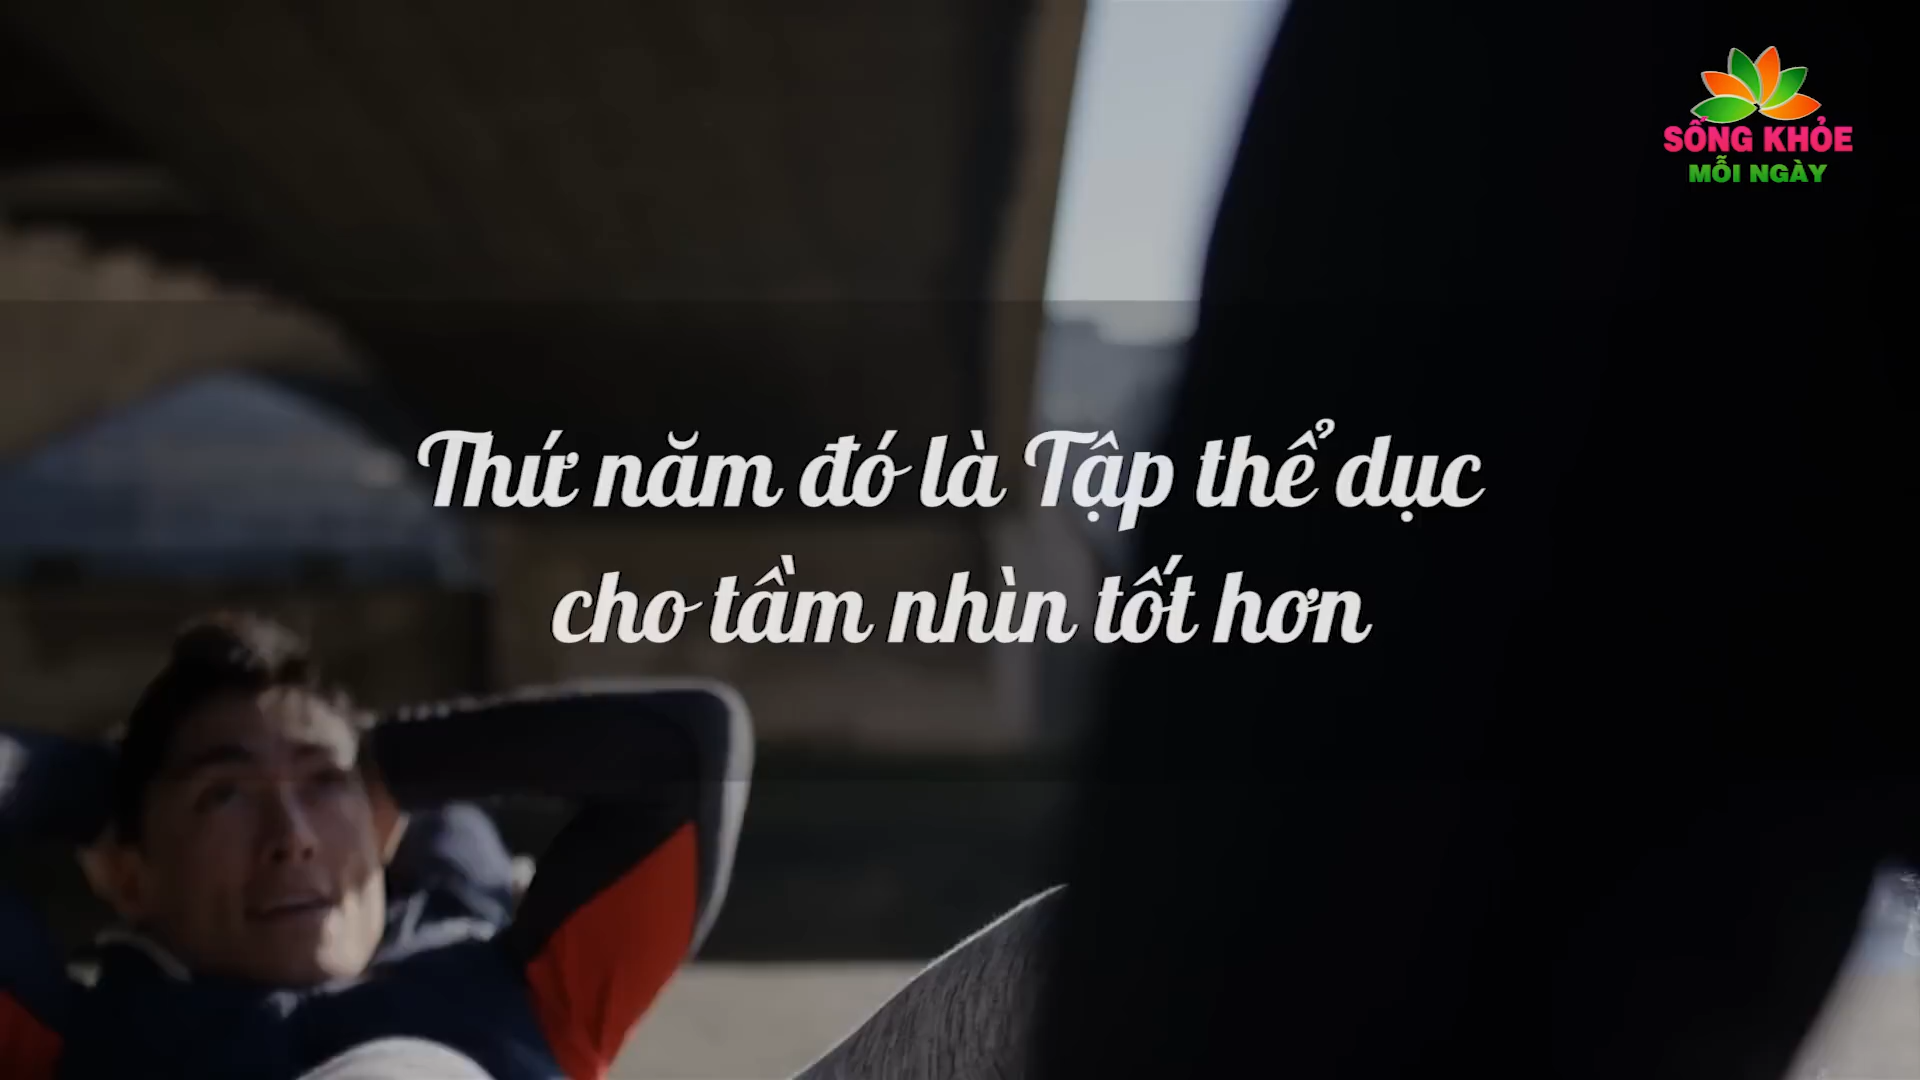 SỐNG KHỎE
MỖI NGÀY
Thứ năm đó là Tập thể dục
cho tầm nhìn tốt hơn